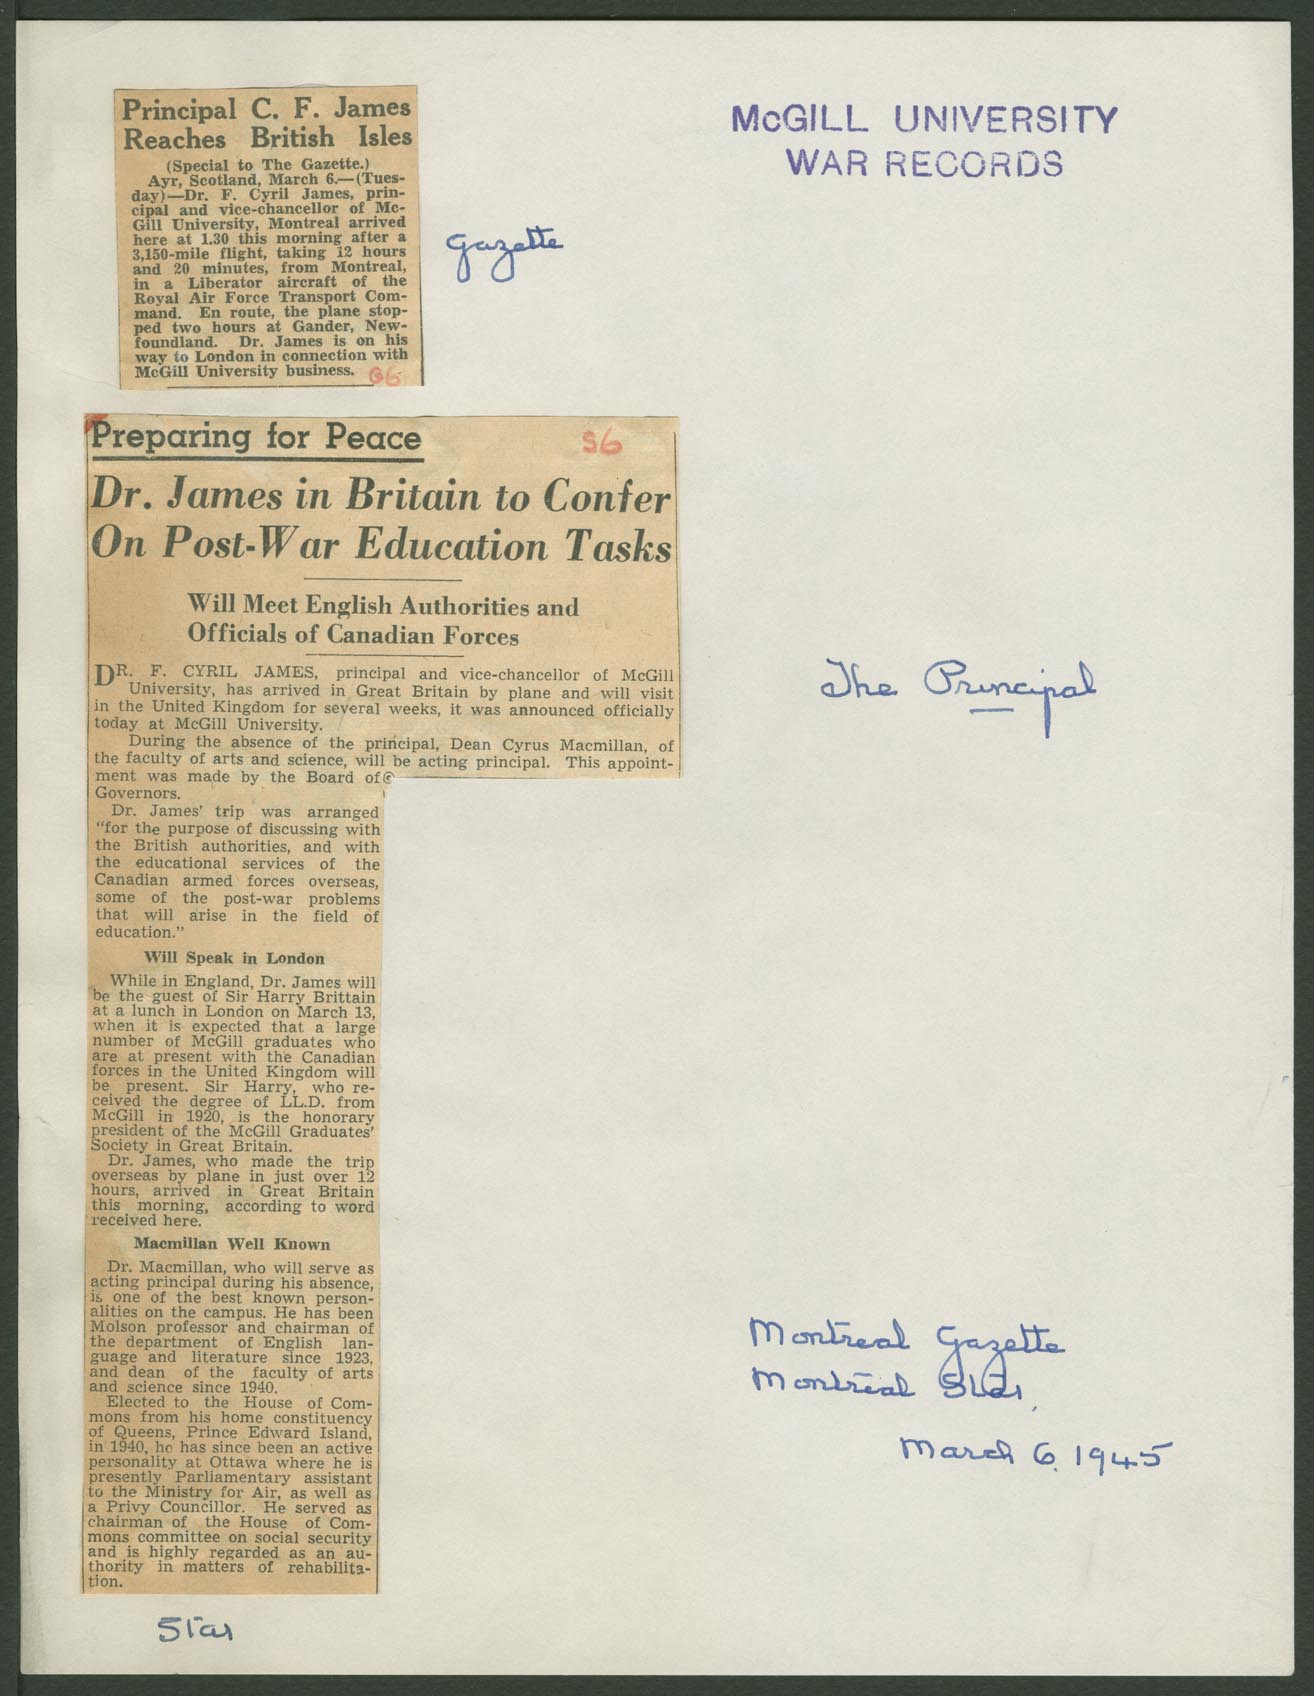 McGILL UNIVERSITY
WAR RECORDS
Principal C. F. James
Reaches British Isles
(Special to The Gazette.)
Ayr, Scotland, March 6.—(Tues-
day)—Dr. F. Cyril James, prin-
cipal and vice-chancellor of Mc-
Gill University, Montreal arrived
here at 1.30 this morning after a
3,150-mile flight, taking 12 hours
and 20 minutes, from Montreal,
in a Liberator aircraft of the
Royal Air Force Transport Com-
mand. En route, the plane stop-
ped two hours at Gander, New-
foundland. Dr. James is on his
way to London in connection with
McGill University business.
G6
Gazette
Preparing for Peace
S6
Dr. James in Britain to Confer
On Post-War Education Tasks
Will Meet English Authorities and
Officials of Canadian Forces
DR. F. CYRIL JAMES, principal and vice-chancellor of McGill
University, has arrived in Great Britain by plane and will visit
in the United Kingdom for several weeks, it was announced officially
today at McGill University.
During the absence of the principal, Dean Cyrus Macmillan, of
the faculty of arts and science, will be acting principal. This appoint-
ment was made by the Board of
Governors.
Dr. James' trip was arranged
"for the purpose of discussing with
the British authorities, and with
the educational services of the
Canadian armed forces overseas,
some of the post-war problems
that will arise in the field of
education."
Will Speak in London
While in England, Dr. James will
be the guest of Sir Harry Brittain
at a lunch in London on March 13,
when it is expected that a large
number of McGill graduates who
are at present with the Canadian
forces in the United Kingdom will
be present. Sir Harry, who re-
ceived the degree of LL.D. from
McGill in 1920, is the honorary
president of the McGill Graduates'
Society in Great Britain.
Dr. James, who made the trip
overseas by plane in just over 12
hours, arrived in Great Britain
this morning, according to word
received here.
Macmillan Well Known
Dr. Macmillan, who will serve as
acting principal during his absence,
is one of the best known person-
alities on the campus. He has been
Molson professor and chairman of
the department of English lan-
guage and literature since 1923,
and dean of the faculty of arts
and science since 1940.
Elected to the House of Com-
mons from his home constituency
of Queens, Prince Edward Island,
in 1940, he has since been an active
personality at Ottawa where he is
presently Parliamentary assistant
to the Ministry for Air, as well as
a Privy Councillor. He served as
chairman of the House of Com-
mons committee on social security
and is highly regarded as an au-
thority in matters of rehabilita-
tion.
Star
The Principal
Montreal Gazette
Montreal Star,
March 6. 1945